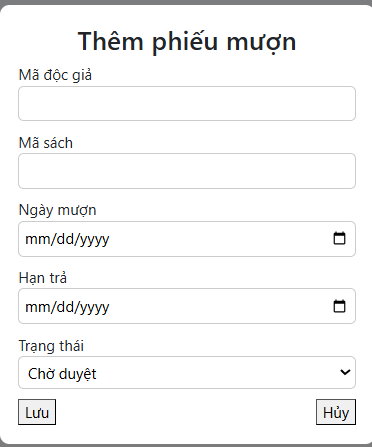 Thêm phiếu mượn
Mã độc giả
Mã sách
Ngày mượn
mm/dd/yyyy
Hạn trả
mm/dd/yyyy
Trạng thái
Chờ duyệt
Lưu
Hủy